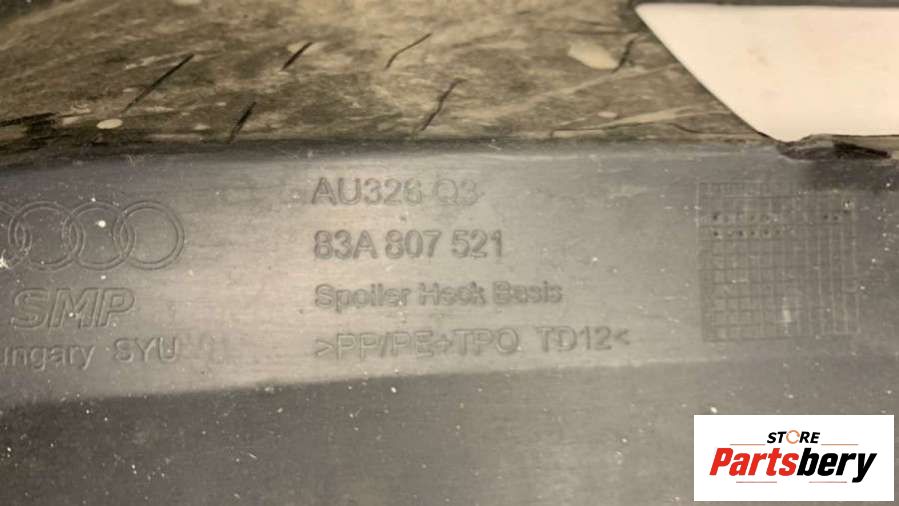 AU326 Q3
83A 807 521
SMP
Spoiler Heck Basis
ungary SYU
>PP/PE+TPO TD12<
STORE
Partsbery